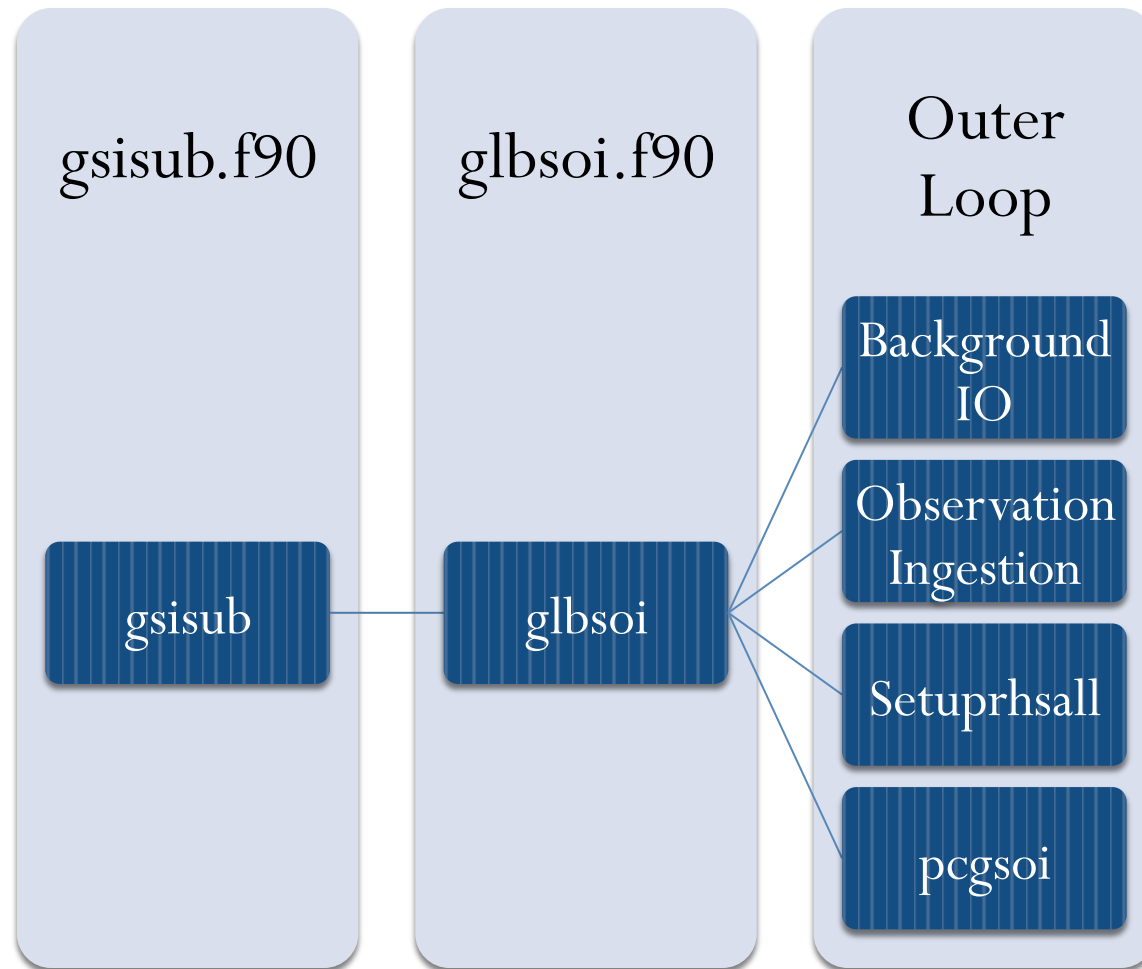 gsisub.f90
gsisub
glbsoi.f90
glbsoi
Outer
Loop
Background
IO
Observation
Ingestion
Setuprhsall
pcgsoi